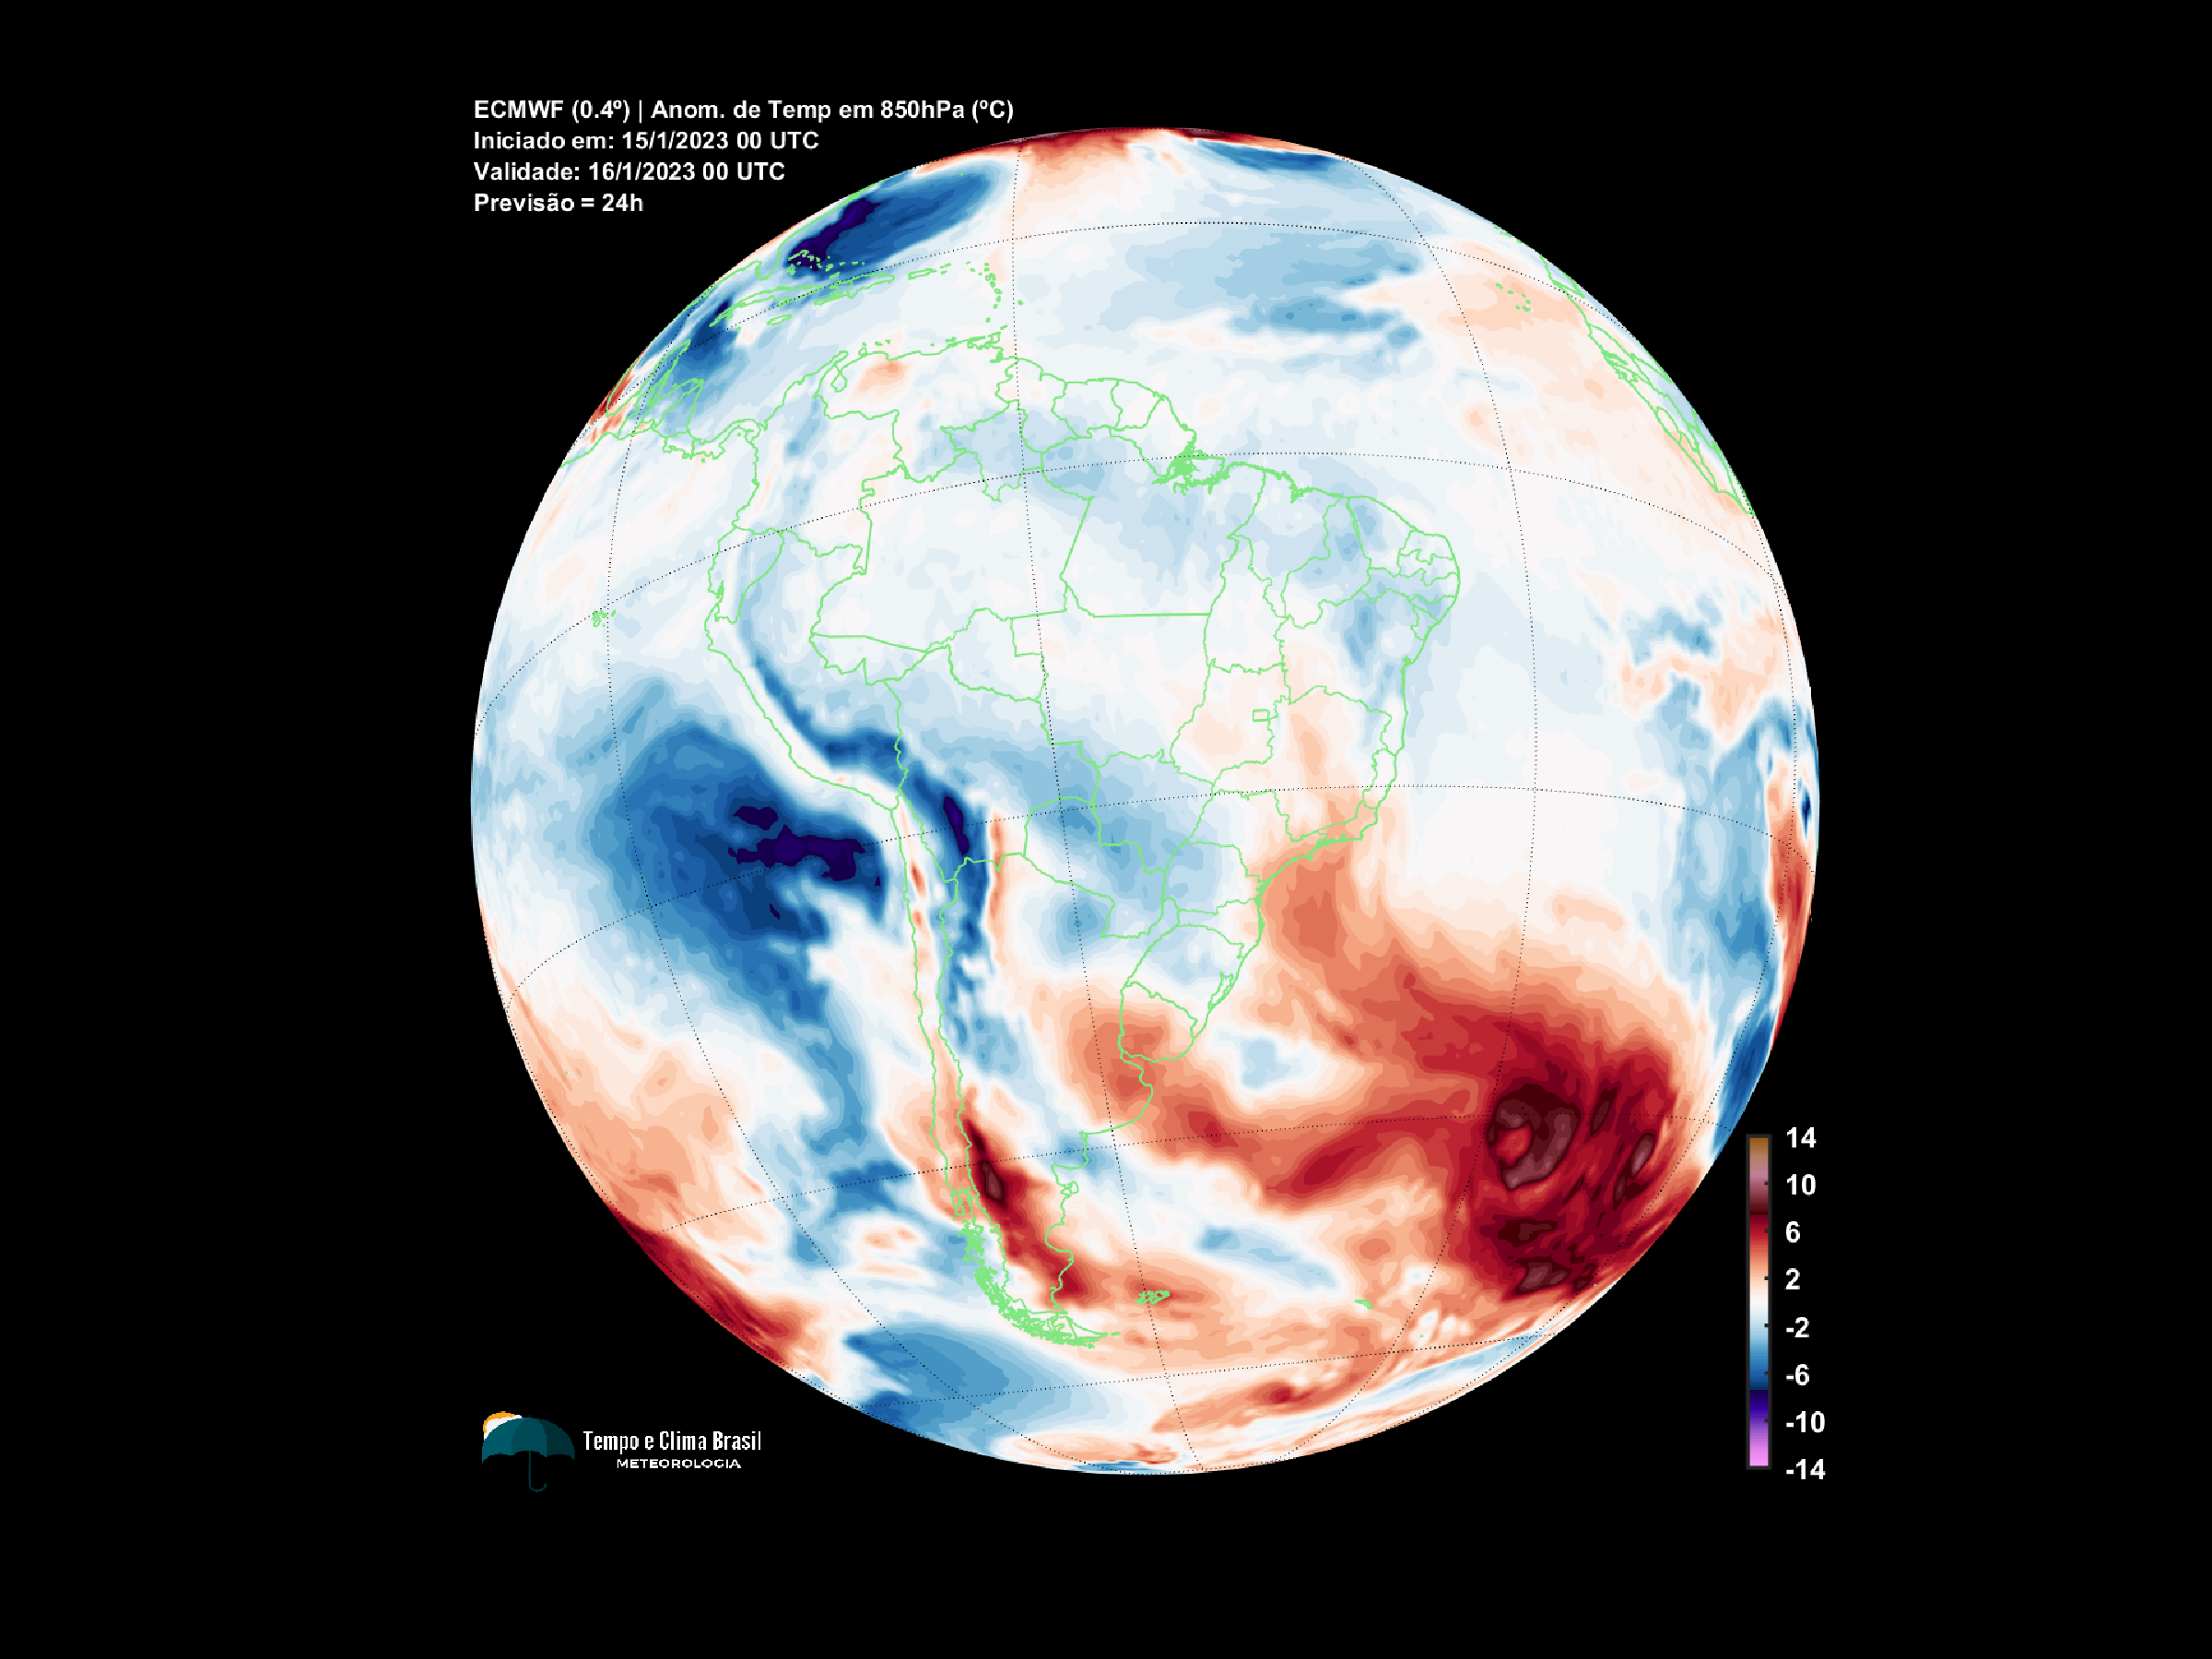 ECMWF (0.4º) | Anom. de Temp em 850hPa (ºC)
Iniciado em: 15/1/2023 00 UTC
Validade: 16/1/2023 00 UTC
Previsão = 24h
14
10
6
2
-2
-6
-10
-14
Tempo e Clima Brasil
METEOROLOGIA